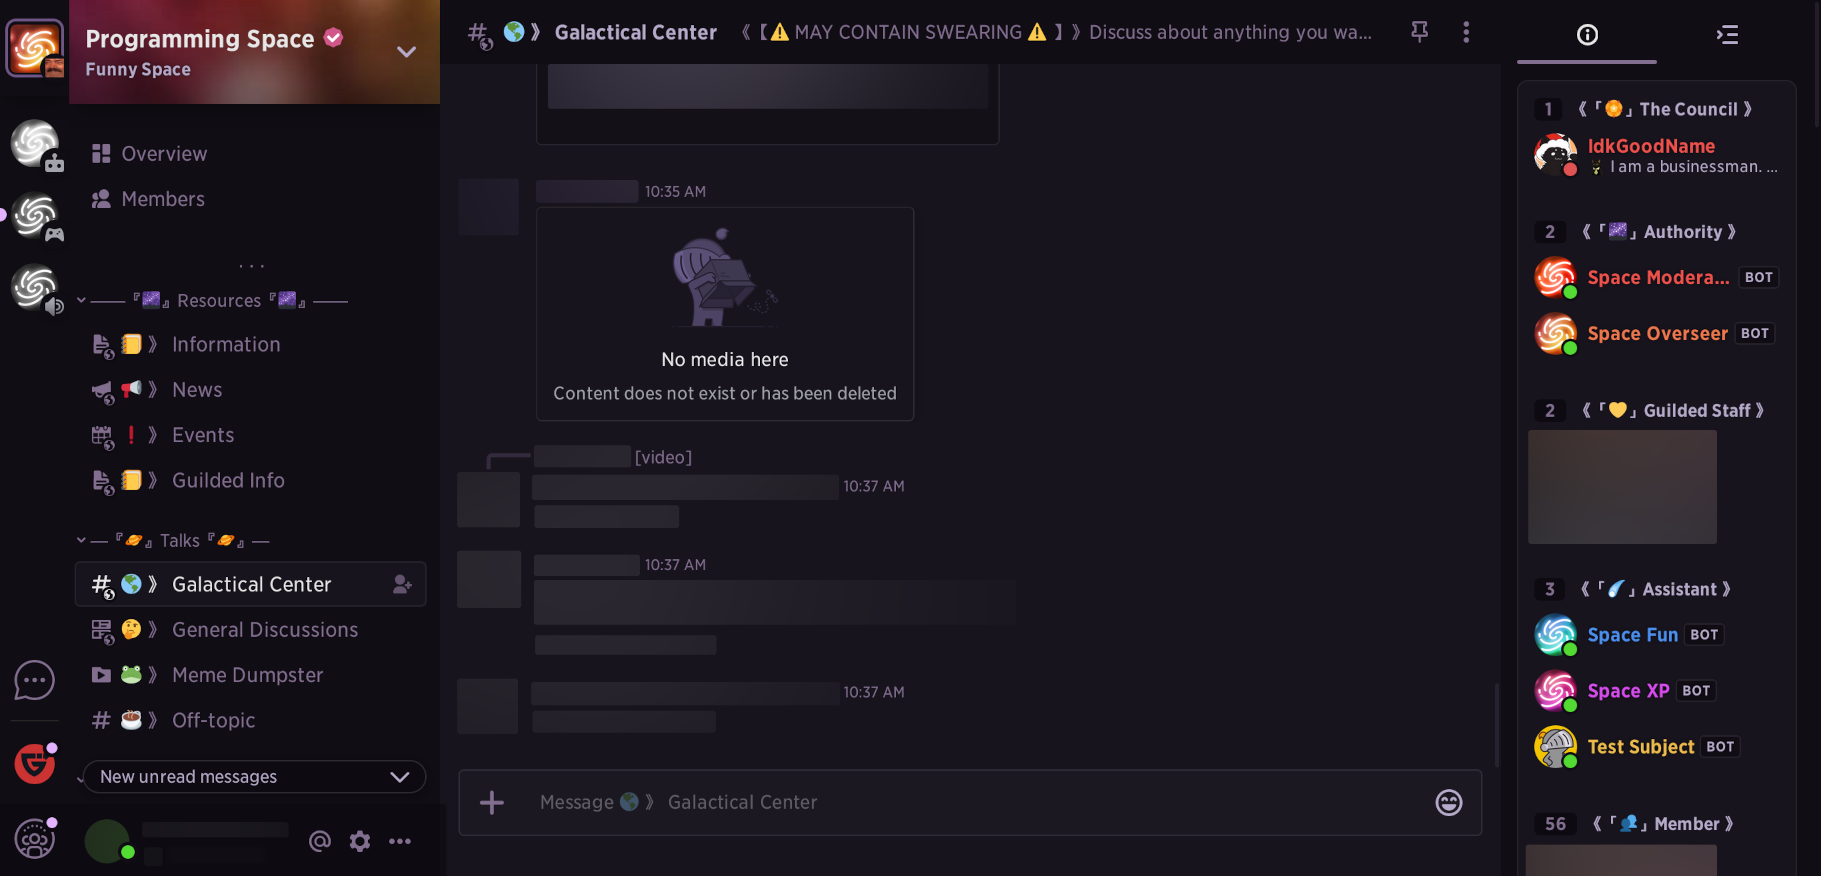 Programming Space
Funny Space
Overview
Members
...
—— 『🌌』 Resources 『🌌』 ——
📒 》 Information
📢 》 News
❗ 》 Events
📒 》 Guilded Info
— 『🪐』 Talks 『🪐』 —
🌎 》 Galactical Center
🤔 》 General Discussions
🐸 》 Meme Dumpster
☕ 》 Off-topic
New unread messages
🌎 》 Galactical Center 《【⚠️ MAY CONTAIN SWEARING ⚠️ 】》Discuss about anything you wa...
10:35 AM
No media here
Content does not exist or has been deleted
[video]
10:37 AM
10:37 AM
10:37 AM
Message 🌎 》 Galactical Center
1 《「🏵️」The Council 》
IdkGoodName
I am a businessman. ...
2 《「🌌」Authority 》
Space Modera... BOT
Space Overseer BOT
2 《「💛」Guilded Staff 》
3 《「☄️」Assistant 》
Space Fun BOT
Space XP BOT
Test Subject BOT
56 《「👥」Member 》